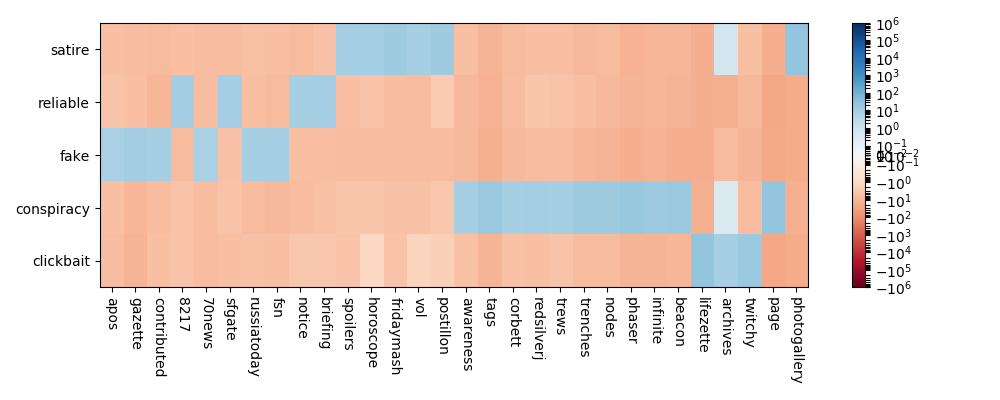 satire
reliable
fake
conspiracy
clickbait
apos
gazette
contributed
8217
70news
sfgate
russiatoday
fsn
notice
briefing
spoilers
horoscope
fridaymash
vol
postillon
awareness
tags
corbett
redsilverj
trews
trenches
nodes
phaser
infinite
beacon
lifezette
archives
twitchy
page
photogallery
10^6
10^5
10^4
10^3
10^2
10^1
10^0
10^-1
−10^0
−10^1
−10^2
−10^3
−10^4
−10^5
−10^6